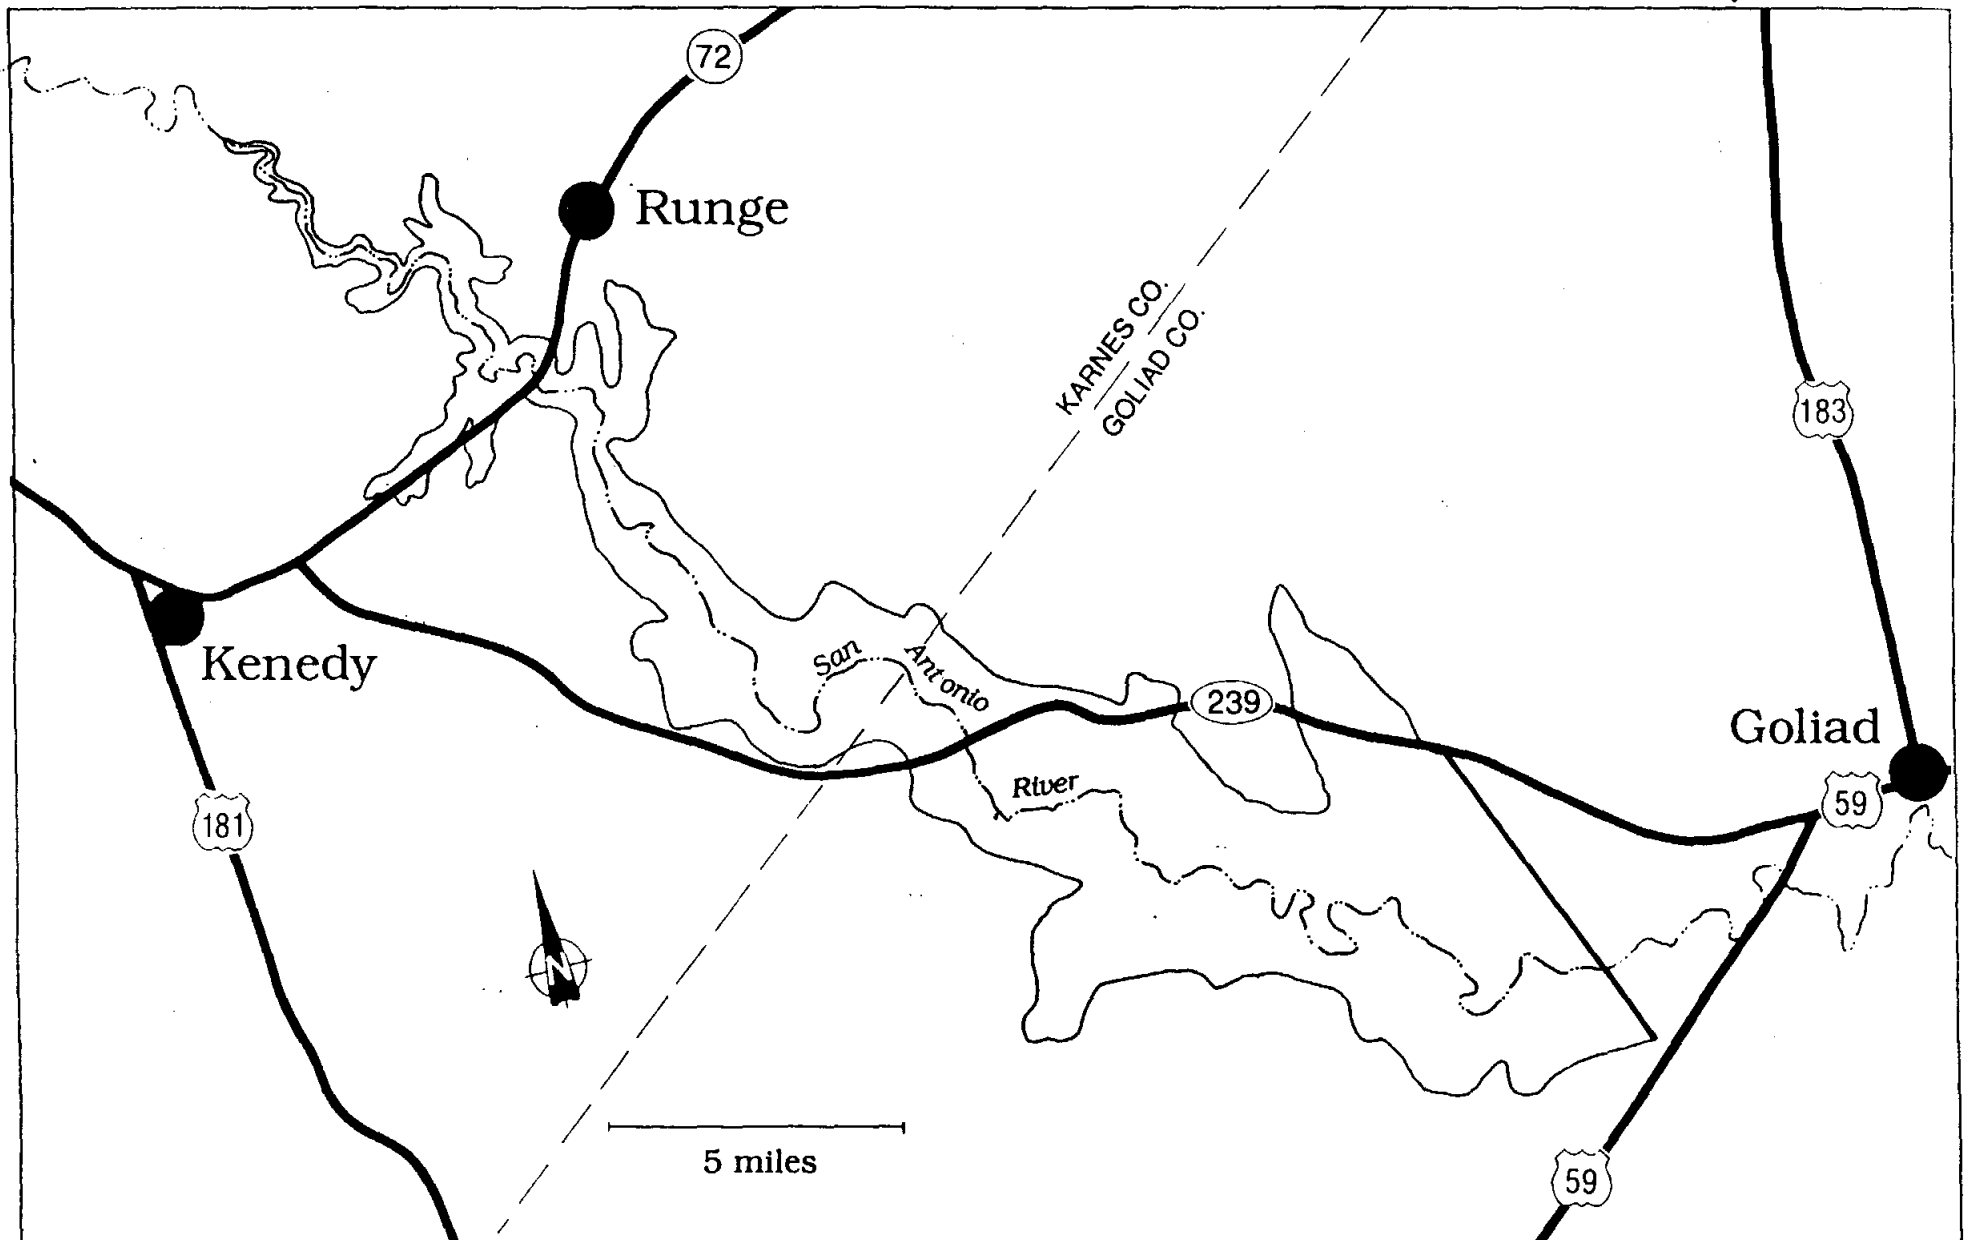 72
Runge
KARNES CO.
GOLIAD CO.
183
Kenedy
San
Antonio
239
Goliad
River
59
181
N
5 miles
59